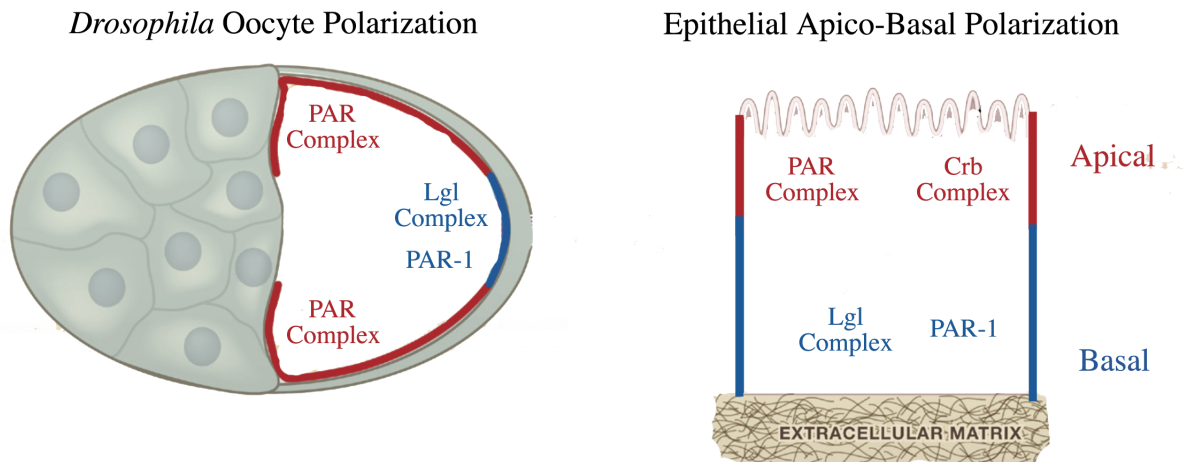 Drosophila Oocyte Polarization
PAR
Complex
Lgl
Complex
PAR-1
PAR
Complex
Epithelial Apico-Basal Polarization
PAR
Complex
Crb
Complex
Apical
Lgl
Complex
PAR-1
Basal
EXTRACELLULAR MATRIX